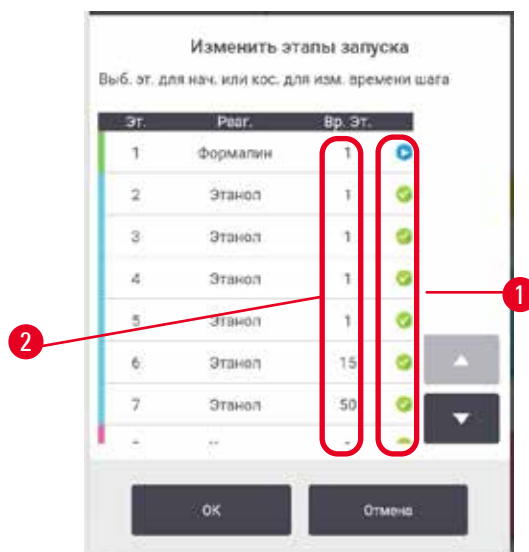 Изменить этапы запуска
Выб. эт. для нач. или кос. для изм. времени шага
Эт. Реаг. Вр. Эт.
1 Формалин 1
2 Этанол 1
3 Этанол 1
4 Этанол 1
5 Этанол 1
6 Этанол 15
7 Этанол 50
1
2
OK Отмена